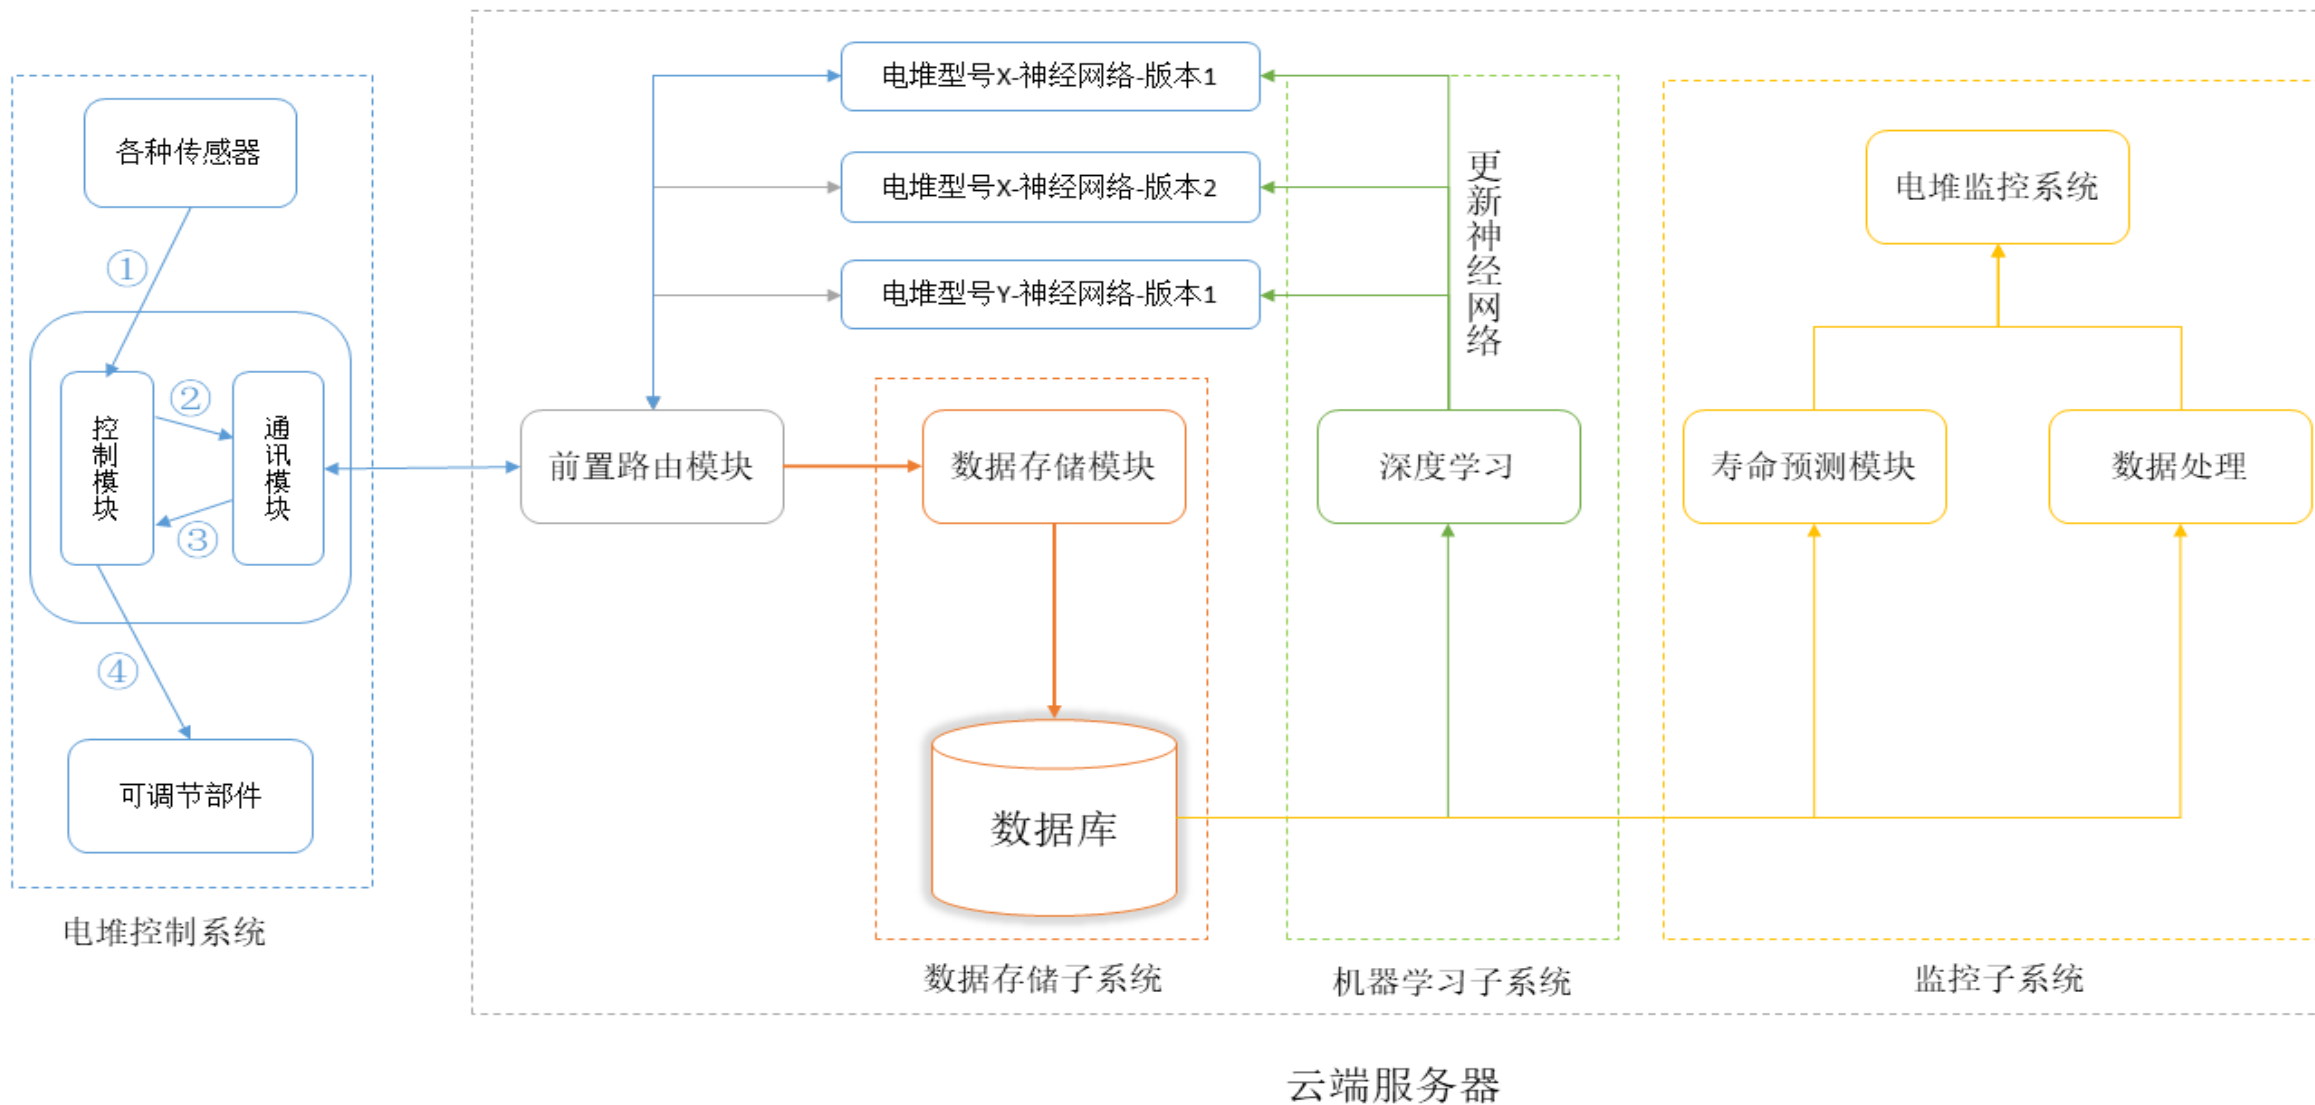 各种传感器
①
控制模块
②
通讯模块
③
④
可调节部件
电堆控制系统
电堆型号X-神经网络-版本1
电堆型号X-神经网络-版本2
电堆型号Y-神经网络-版本1
更新神经网络
前置路由模块
数据存储模块
数据库
数据存储子系统
深度学习
机器学习子系统
电堆监控系统
寿命预测模块
数据处理
监控子系统
云端服务器